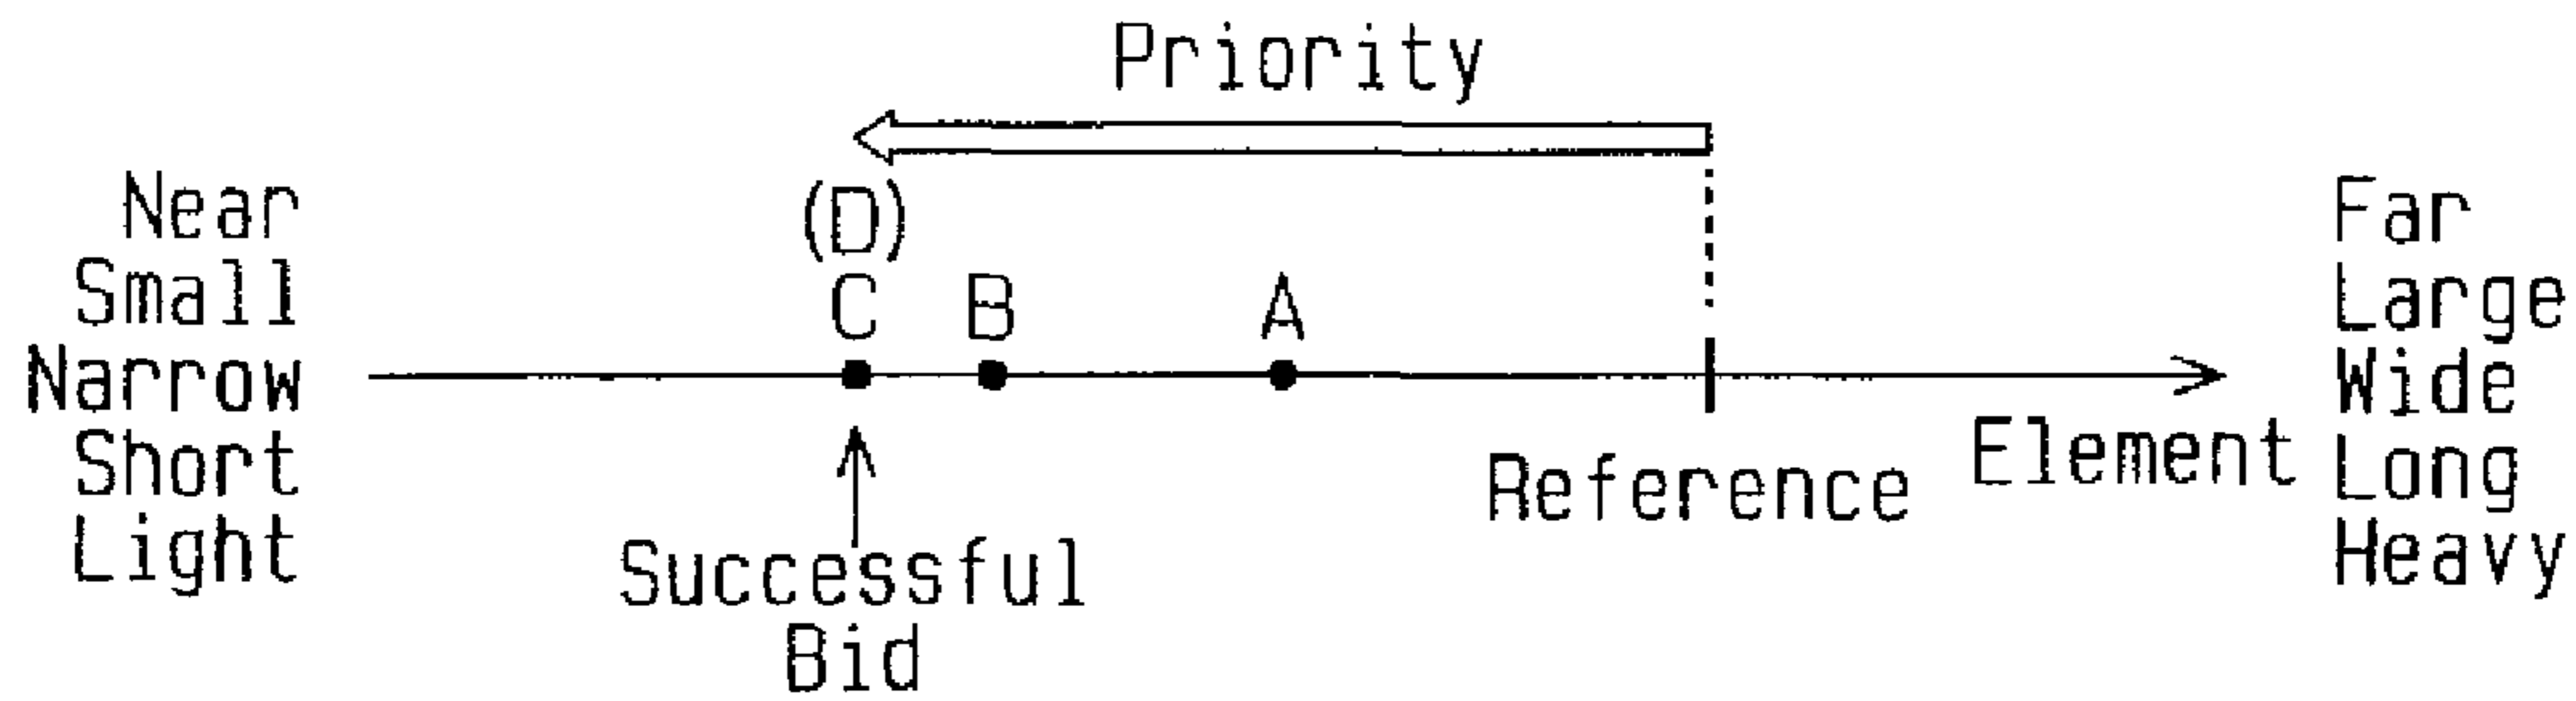 Priority
Near
Small
Narrow
Short
Light
(D)
C
B
A
Successful
Bid
Reference
Element
Far
Large
Wide
Long
Heavy